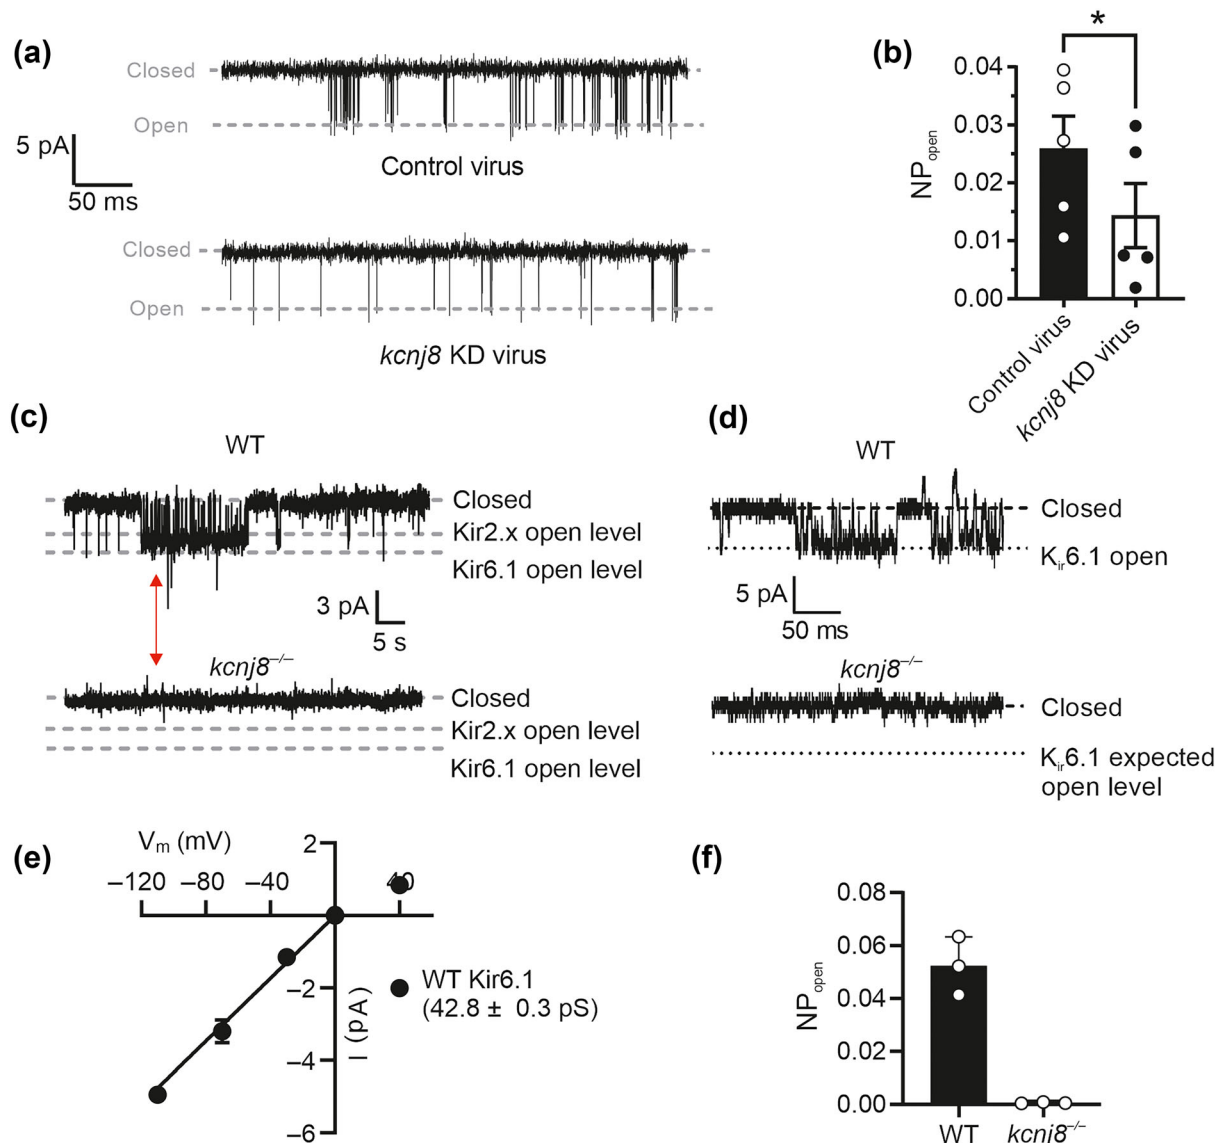 (a)
Closed
Open
5 pA
50 ms
Control virus
Closed
Open
kcnj8 KD virus
(b)
*
0.04
0.03
0.02
0.01
0.00
NPopen
Control virus
kcnj8 KD virus
(c)
WT
Closed
Kir2.x open level
Kir6.1 open level
3 pA
5 s
kcnj8–/–
Closed
Kir2.x open level
Kir6.1 open level
(d)
WT
Closed
Kir6.1 open
5 pA
50 ms
kcnj8–/–
Closed
Kir6.1 expected
open level
(e)
Vm (mV)
–120 –80 –40 40
2
–2
–4
–6
I (pA)
WT Kir6.1
(42.8 ± 0.3 pS)
(f)
0.08
0.06
0.04
0.02
0.00
NPopen
WT kcnj8–/–